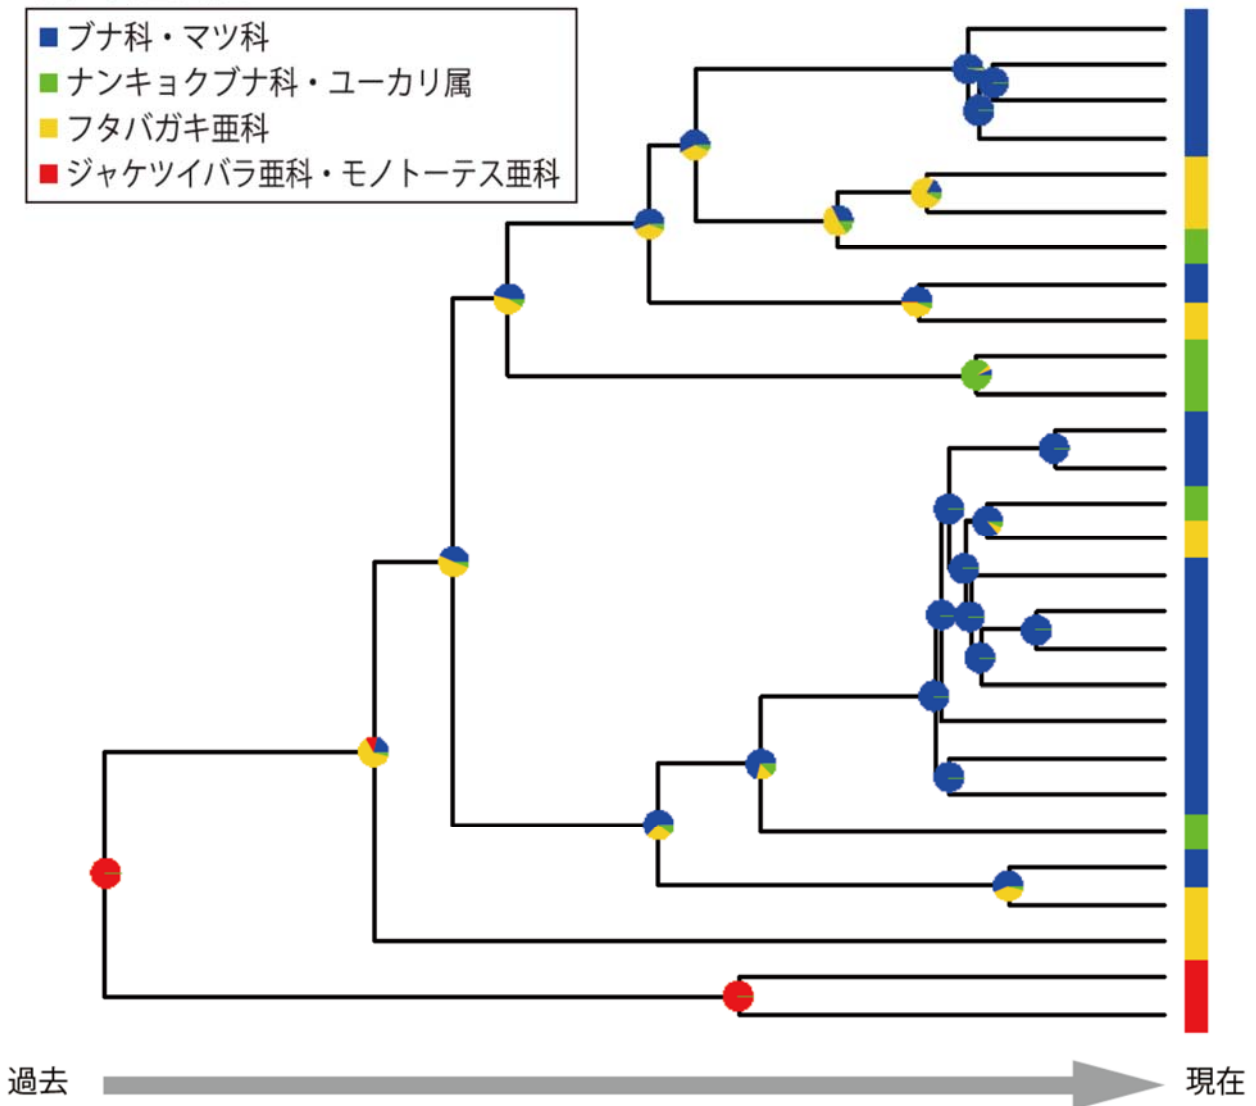 ブナ科・マツ科
ナンキョクブナ科・ユーカリ属
フタバガキ亜科
ジャケツイバラ亜科・モノトーテス亜科
過去
現在